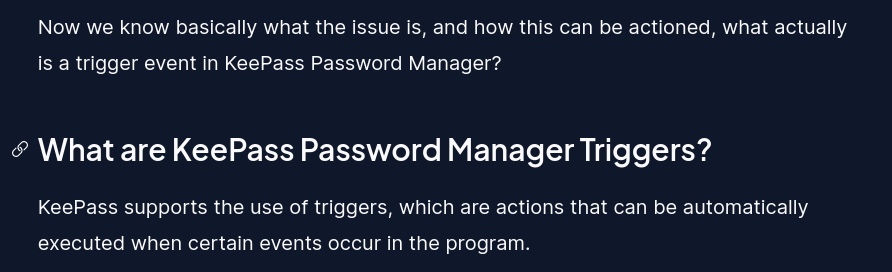 Now we know basically what the issue is, and how this can be actioned, what actually
is a trigger event in KeePass Password Manager?
What are KeePass Password Manager Triggers?
KeePass supports the use of triggers, which are actions that can be automatically
executed when certain events occur in the program.